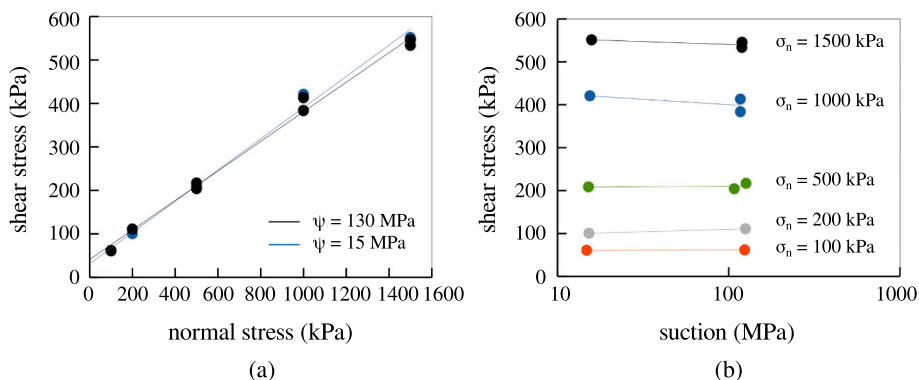 600
500
400
300
200
100
0
shear stress (kPa)
0 200 400 600 800 1000 1200 1400 1600
normal stress (kPa)
ψ = 130 MPa
ψ = 15 MPa
(a)
600
500
400
300
200
100
0
shear stress (kPa)
σn = 1500 kPa
σn = 1000 kPa
σn = 500 kPa
σn = 200 kPa
σn = 100 kPa
10 100 1000
suction (MPa)
(b)